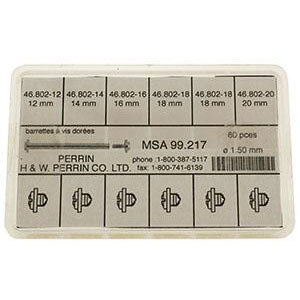 46.802-12 46.802-14 46.802-16 46.802-18 46.802-18 46.802-20
12 mm 14 mm 16 mm 18 mm 18 mm 20 mm
barrettes à vis dorées
MSA 99.217
60 pces
ø 1.50 mm
PERRIN
H & W. PERRIN CO. LTD.
phone :1-800-387-5117
fax: 1-800-741-6139